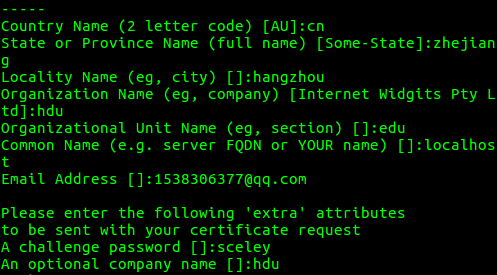 -----
Country Name (2 letter code) [AU]:cn
State or Province Name (full name) [Some-State]:zhejian
g
Locality Name (eg, city) []:hangzhou
Organization Name (eg, company) [Internet Widgits Pty L
td]:hdu
Organizational Unit Name (eg, section) []:edu
Common Name (e.g. server FQDN or YOUR name) []:localhos
t
Email Address []:1538306377@qq.com

Please enter the following 'extra' attributes
to be sent with your certificate request
A challenge password []:sceley
An optional company name []:hdu